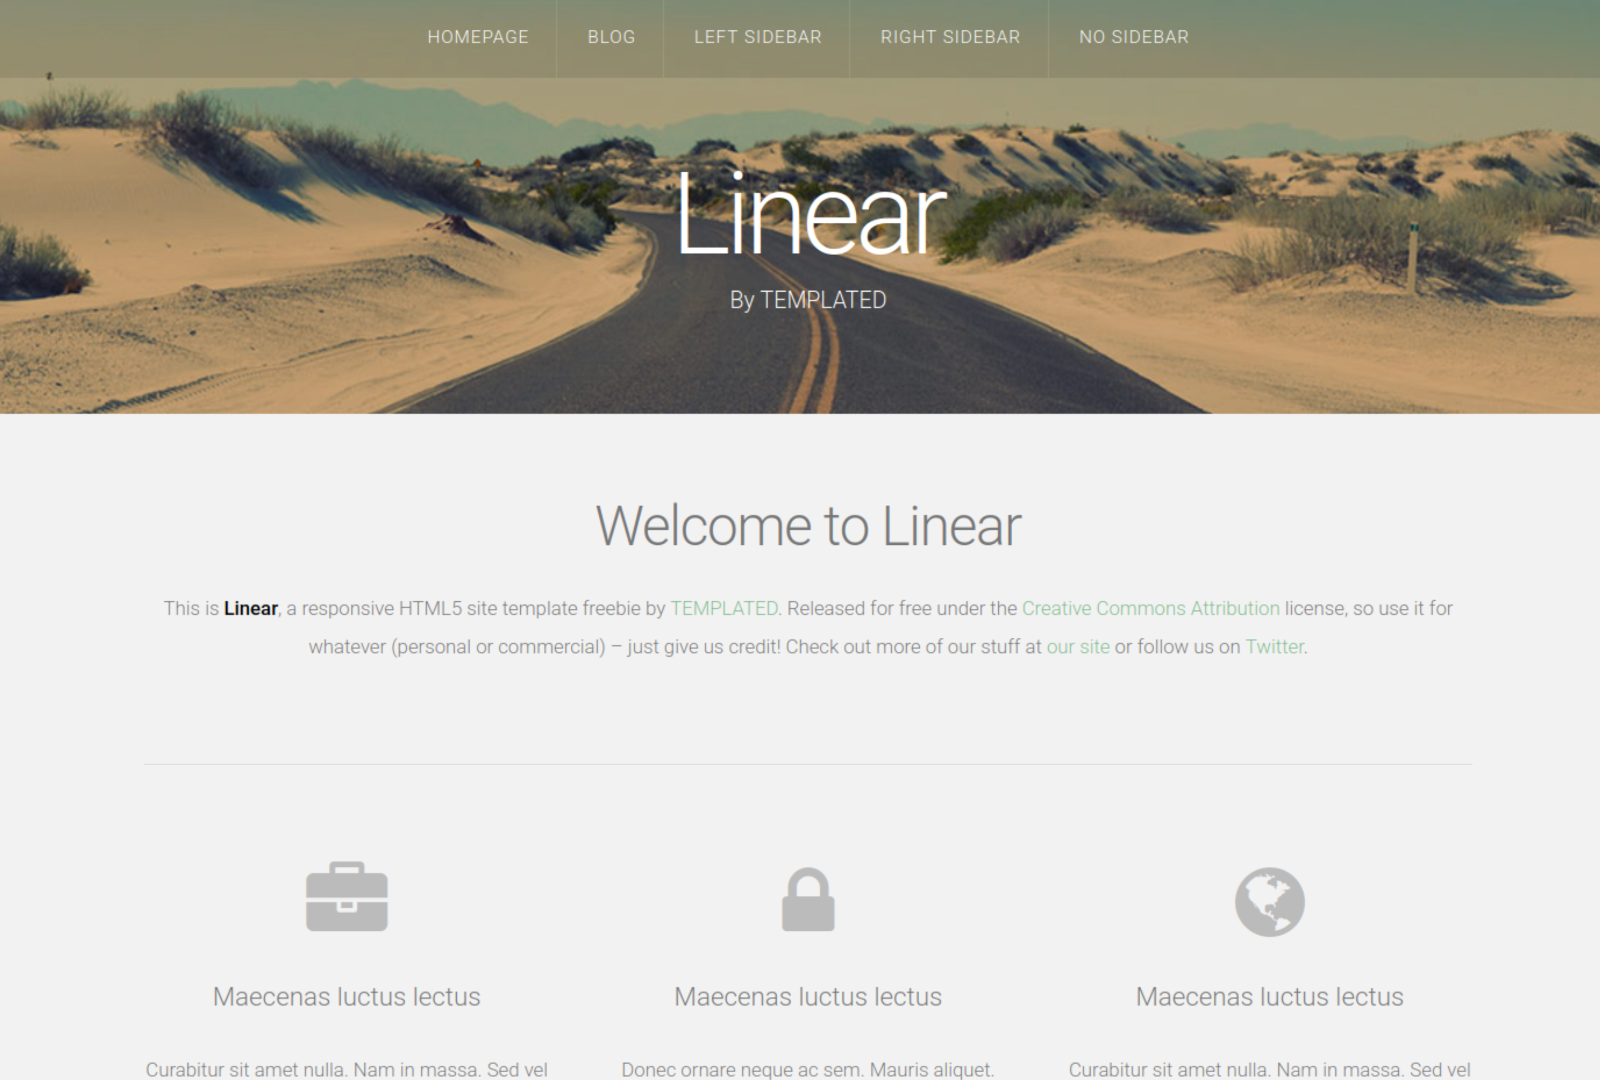 HOMEPAGE BLOG LEFT SIDEBAR RIGHT SIDEBAR NO SIDEBAR
Linear
By TEMPLATED
Welcome to Linear
This is Linear, a responsive HTML5 site template freebie by TEMPLATED. Released for free under the Creative Commons Attribution license, so use it for
whatever (personal or commercial) – just give us credit! Check out more of our stuff at our site or follow us on Twitter.
Maecenas luctus lectus
Curabitur sit amet nulla. Nam in massa. Sed vel
Maecenas luctus lectus
Donec ornare neque ac sem. Mauris aliquet.
Maecenas luctus lectus
Curabitur sit amet nulla. Nam in massa. Sed vel